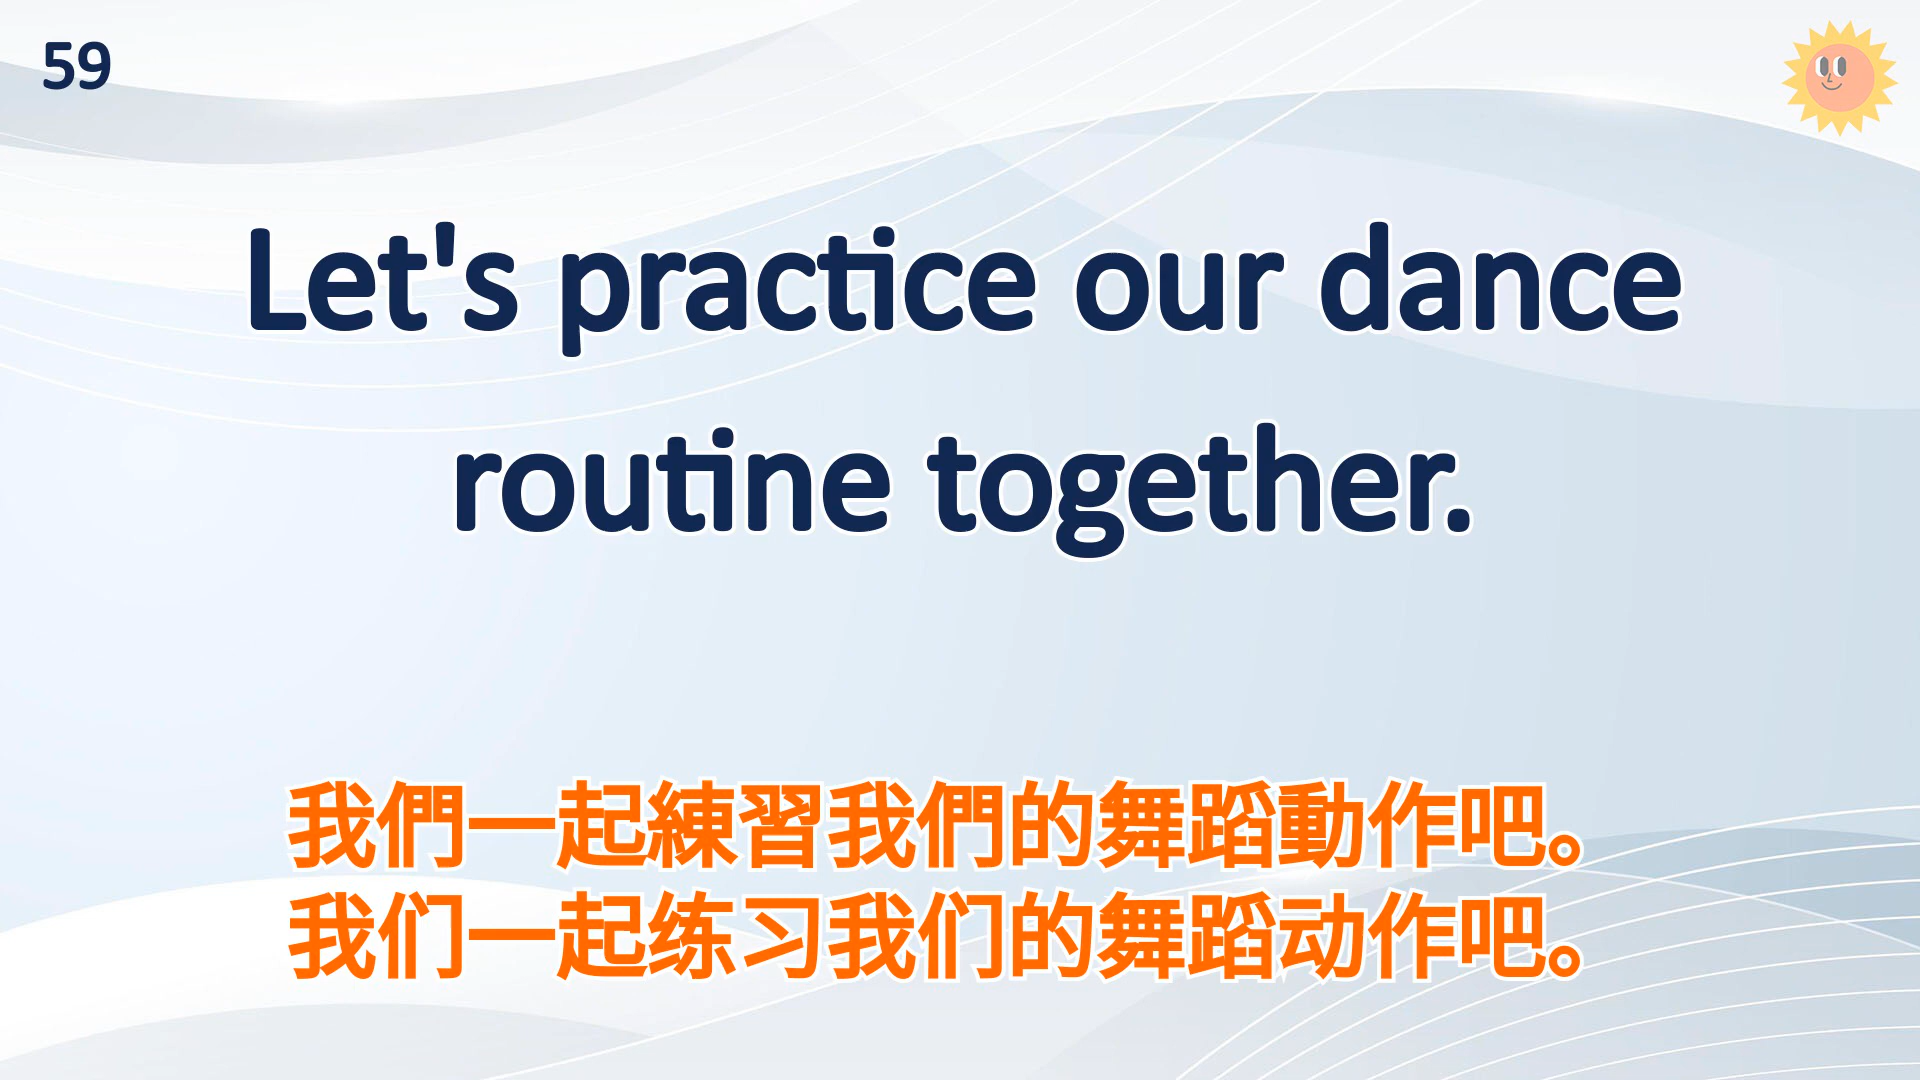 59
Let's practice our dance
routine together.
我們一起練習我們的舞蹈動作吧。
我们一起练习我们的舞蹈动作吧。